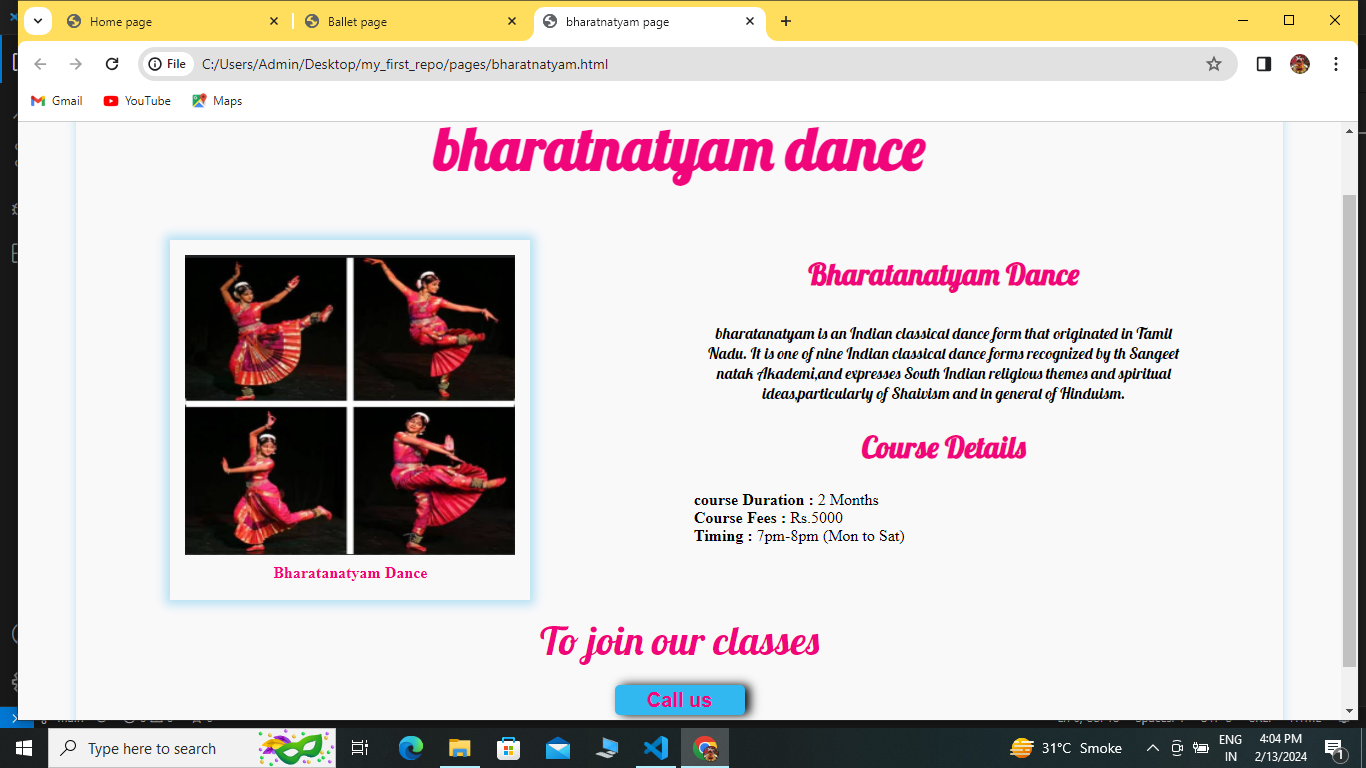 Home page
Ballet page
bharatnatyam page
File
C:/Users/Admin/Desktop/my_first_repo/pages/bharatnatyam.html
Gmail
YouTube
Maps
bharatnatyam dance
Bharatanatyam Dance
Bharatanatyam Dance
bharatanatyam is an Indian classical dance form that originated in Tamil
Nadu. It is one of nine Indian classical dance forms recognized by th Sangeet
natak Akademi,and expresses South Indian religious themes and spiritual
ideas,particularly of Shaivism and in general of Hinduism.
Course Details
course Duration : 2 Months
Course Fees : Rs.5000
Timing : 7pm-8pm (Mon to Sat)
To join our classes
Call us
Type here to search
31°C Smoke
ENG
IN
4:04 PM
2/13/2024
1